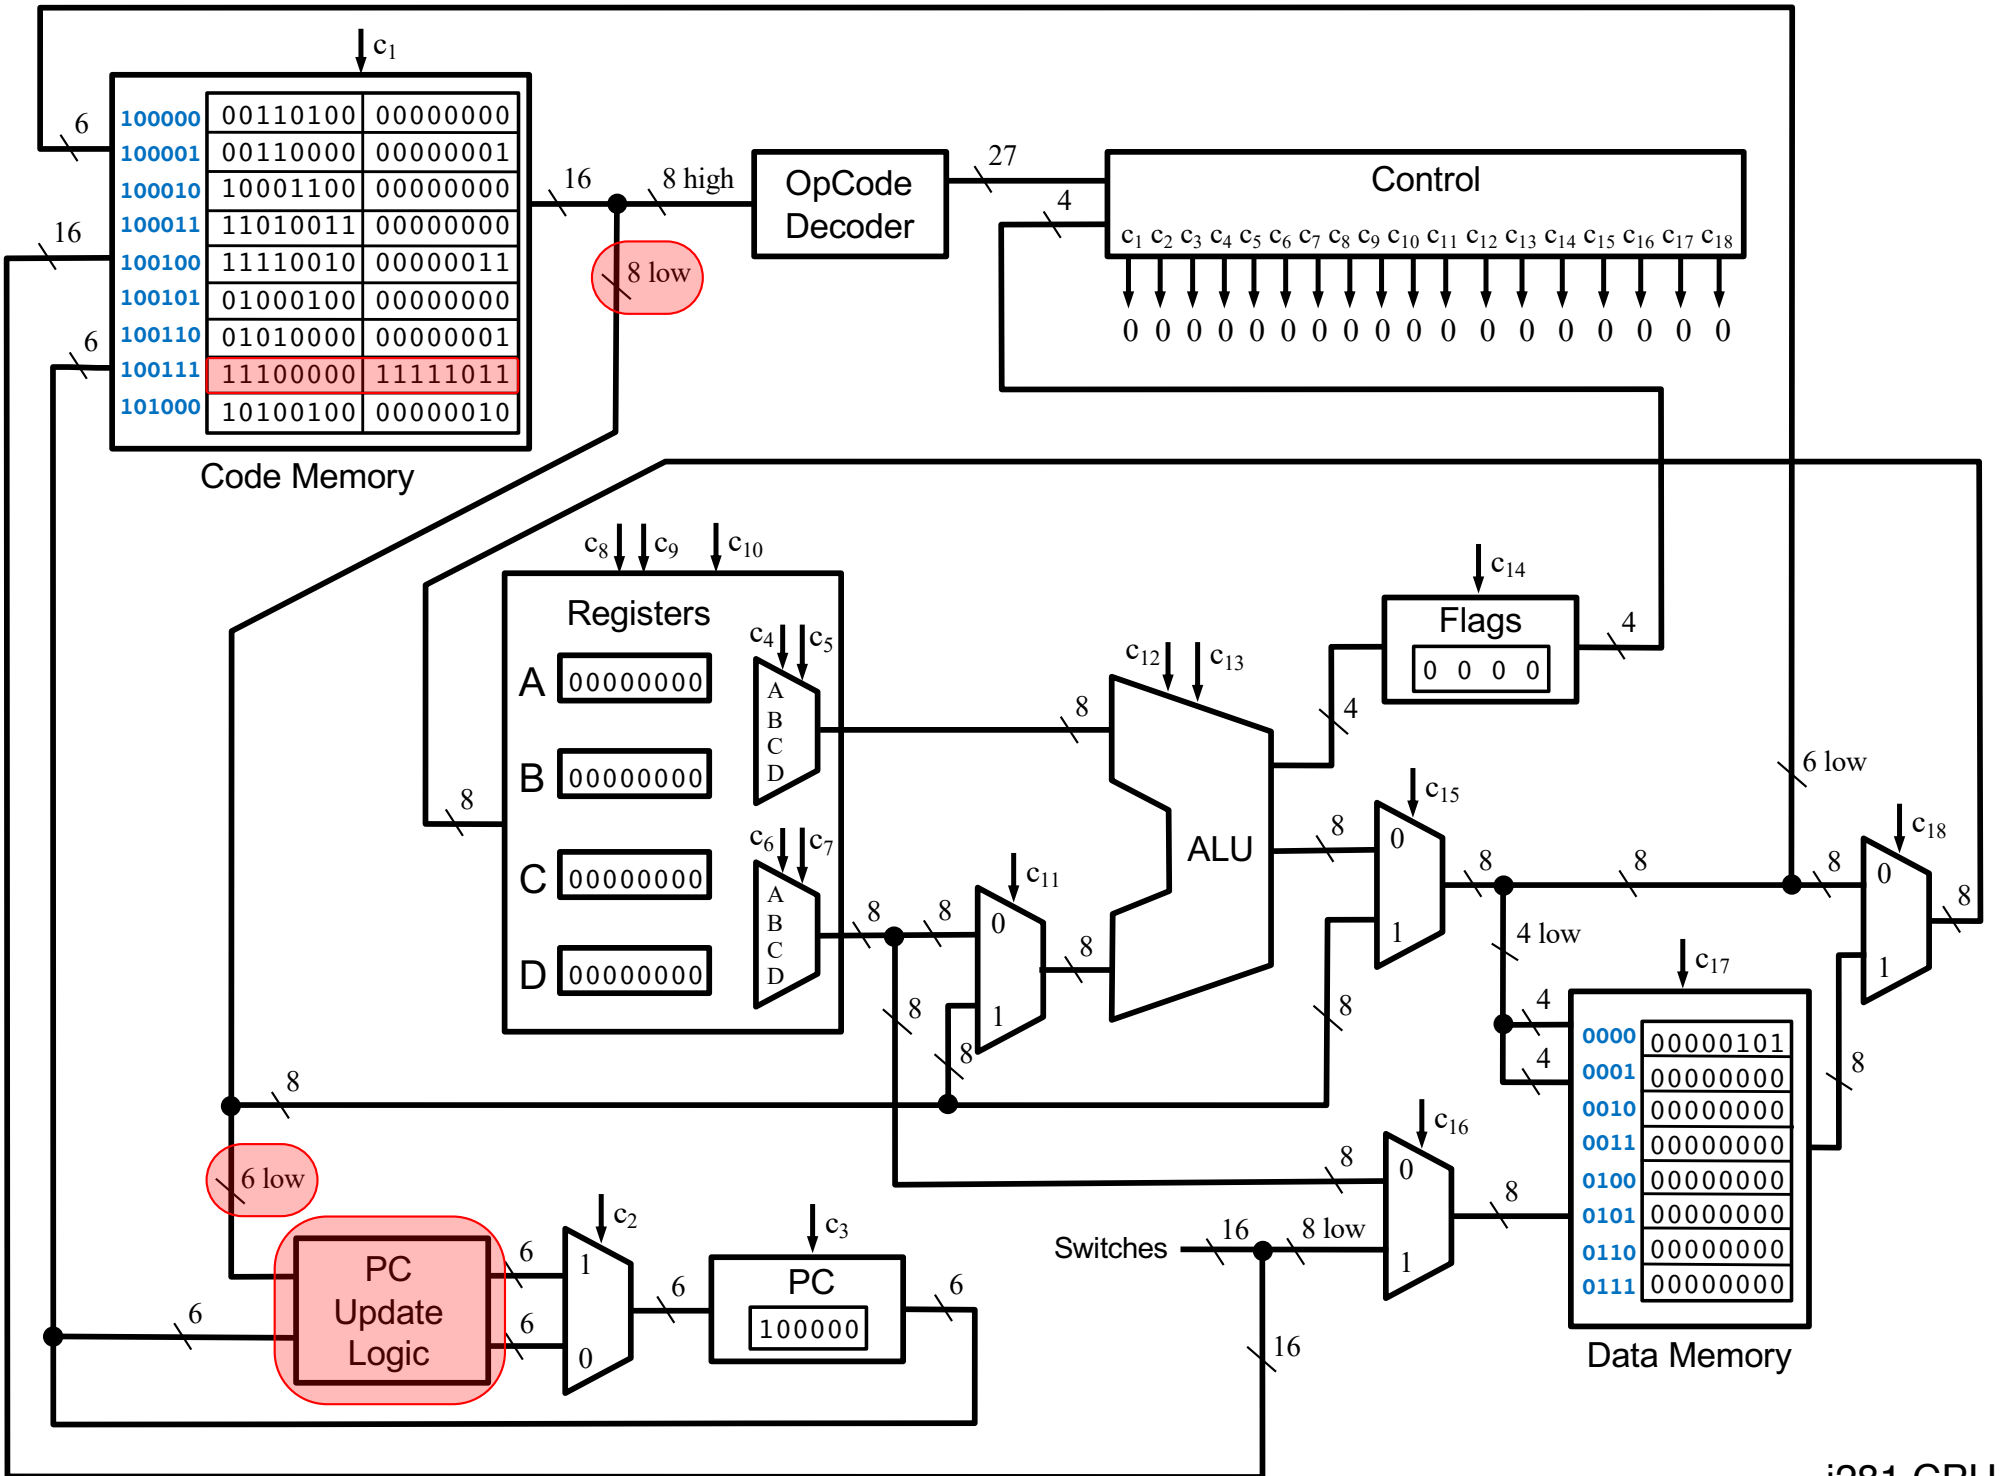 c1
6
16
6
100000 00110100 00000000
100001 00110000 00000001
100010 10001100 00000000
100011 11010011 00000000
100100 11110010 00000011
100101 01000100 00000000
100110 01010000 00000001
100111 11100000 11111011
101000 10100100 00000010
Code Memory
16
8 high
8 low
OpCode
Decoder
27
4
Control
c1 c2 c3 c4 c5 c6 c7 c8 c9 c10 c11 c12 c13 c14 c15 c16 c17 c18
0 0 0 0 0 0 0 0 0 0 0 0 0 0 0 0 0 0
c8 c9 c10
Registers
A 00000000
B 00000000
C 00000000
D 00000000
8
c4 c5
A
B
C
D
c6 c7
A
B
C
D
8
8
8
8
c11
0
1
8
8
c12 c13
ALU
4
c14
Flags
0 0 0 0
4
8
c15
0
1
8
8
8
6 low
8
c18
0
1
8
4 low
4
4
c17
0000 00000101
0001 00000000
0010 00000000
0011 00000000
0100 00000000
0101 00000000
0110 00000000
0111 00000000
Data Memory
8
8
6 low
PC
Update
Logic
6
6
6
c2
1
0
6
c3
PC
100000
6
Switches
16
8 low
16
8
c16
0
1
8